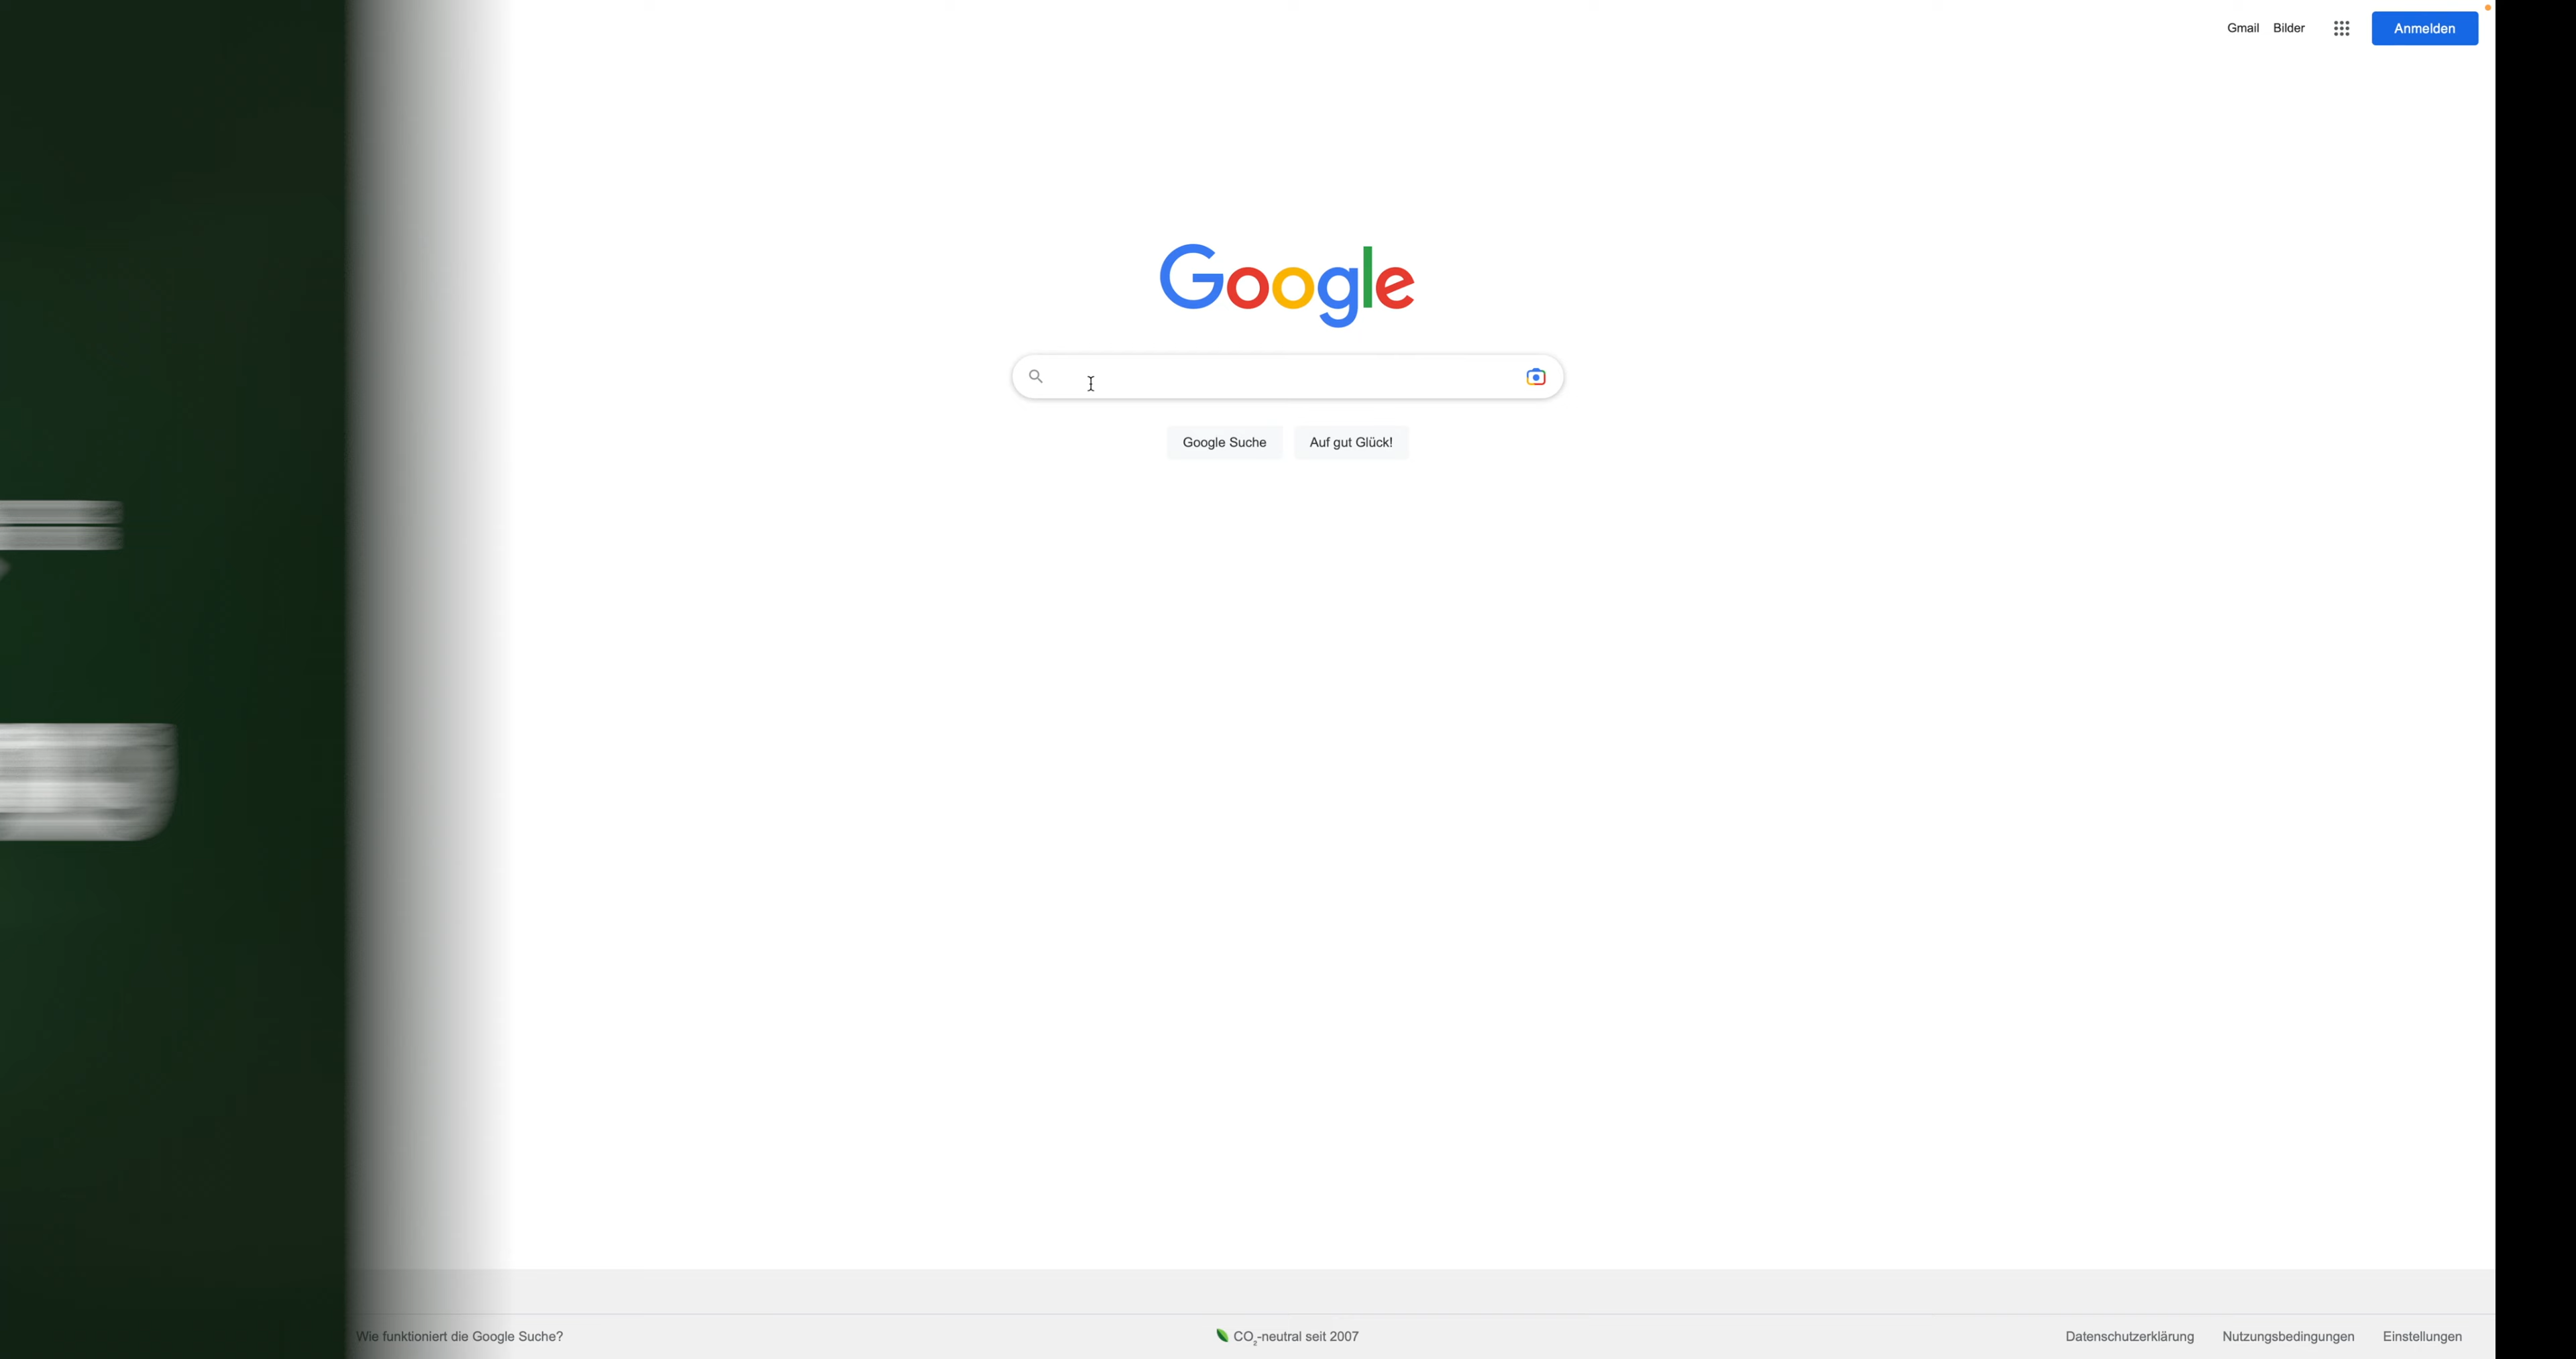 Gmail Bilder Anmelden
Google
Google Suche Auf gut Glück!
Wie funktioniert die Google Suche? CO₂-neutral seit 2007 Datenschutzerklärung Nutzungsbedingungen Einstellungen